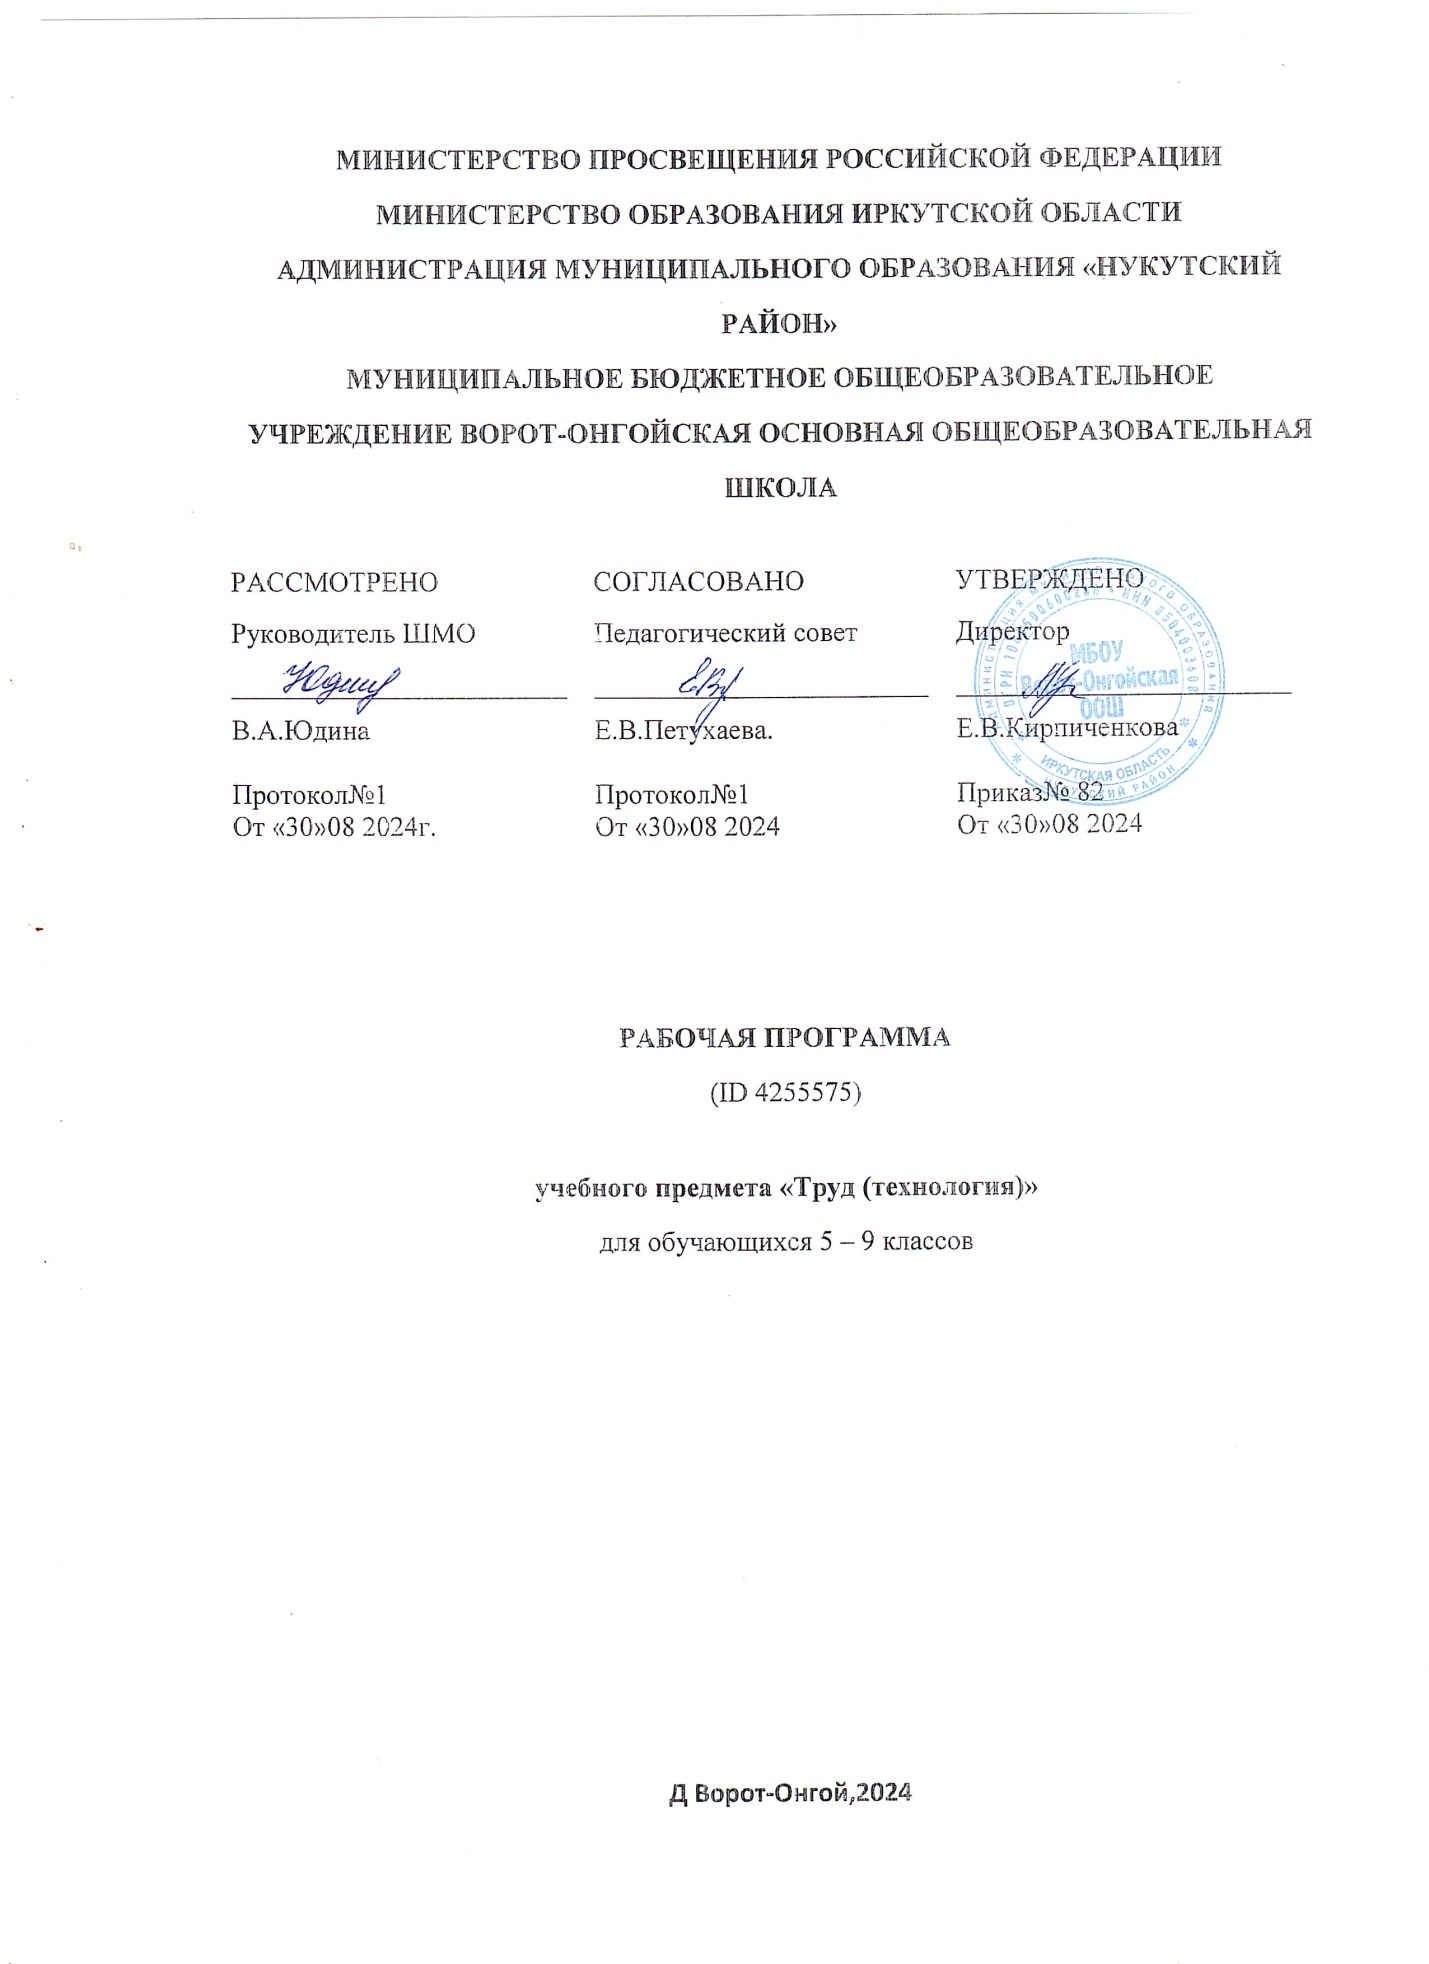 МИНИСТЕРСТВО ПРОСВЕЩЕНИЯ РОССИЙСКОЙ ФЕДЕРАЦИИ
МИНИСТЕРСТВО ОБРАЗОВАНИЯ ИРКУТСКОЙ ОБЛАСТИ
АДМИНИСТРАЦИЯ МУНИЦИПАЛЬНОГО ОБРАЗОВАНИЯ «НУКУТСКИЙ
РАЙОН»
МУНИЦИПАЛЬНОЕ БЮДЖЕТНОЕ ОБЩЕОБРАЗОВАТЕЛЬНОЕ
УЧРЕЖДЕНИЕ ВОРОТ-ОНГОЙСКАЯ ОСНОВНАЯ ОБЩЕОБРАЗОВАТЕЛЬНАЯ
ШКОЛА
РАССМОТРЕНО
Руководитель ШМО
В.А.Юдина
Протокол№1
От «30»08 2024г.
СОГЛАСОВАНО
Педагогический совет
Е.В.Петухаева.
Протокол№1
От «30»08 2024
УТВЕРЖДЕНО
Директор
Е.В.Кирпиченкова
Приказ№ 82
От «30»08 2024
МБОУ
-Онгойская
ООШ
ИРКУТСКАЯ ОБЛАСТЬ
РАБОЧАЯ ПРОГРАММА
(ID 4255575)
учебного предмета «Труд (технология)»
для обучающихся 5 – 9 классов
Д Ворот-Онгой,2024